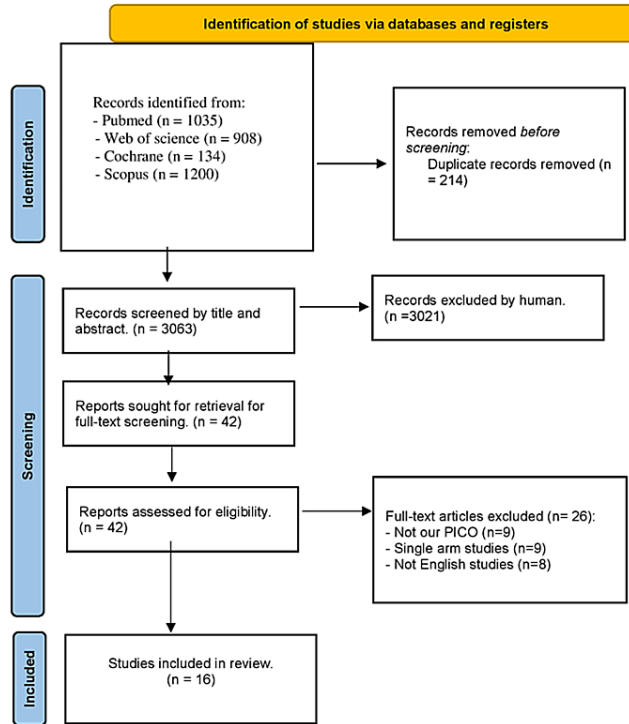 Identification of studies via databases and registers
Identification
Records identified from:
- Pubmed (n = 1035)
- Web of science (n = 908)
- Cochrane (n = 134)
- Scopus (n = 1200)
Records removed before
screening:
Duplicate records removed (n
= 214)
Screening
Records screened by title and
abstract. (n = 3063)
Records excluded by human.
(n =3021)
Reports sought for retrieval for
full-text screening. (n = 42)
Reports assessed for eligibility.
(n = 42)
Full-text articles excluded (n= 26):
- Not our PICO (n=9)
- Single arm studies (n=9)
- Not English studies (n=8)
Included
Studies included in review.
(n = 16)